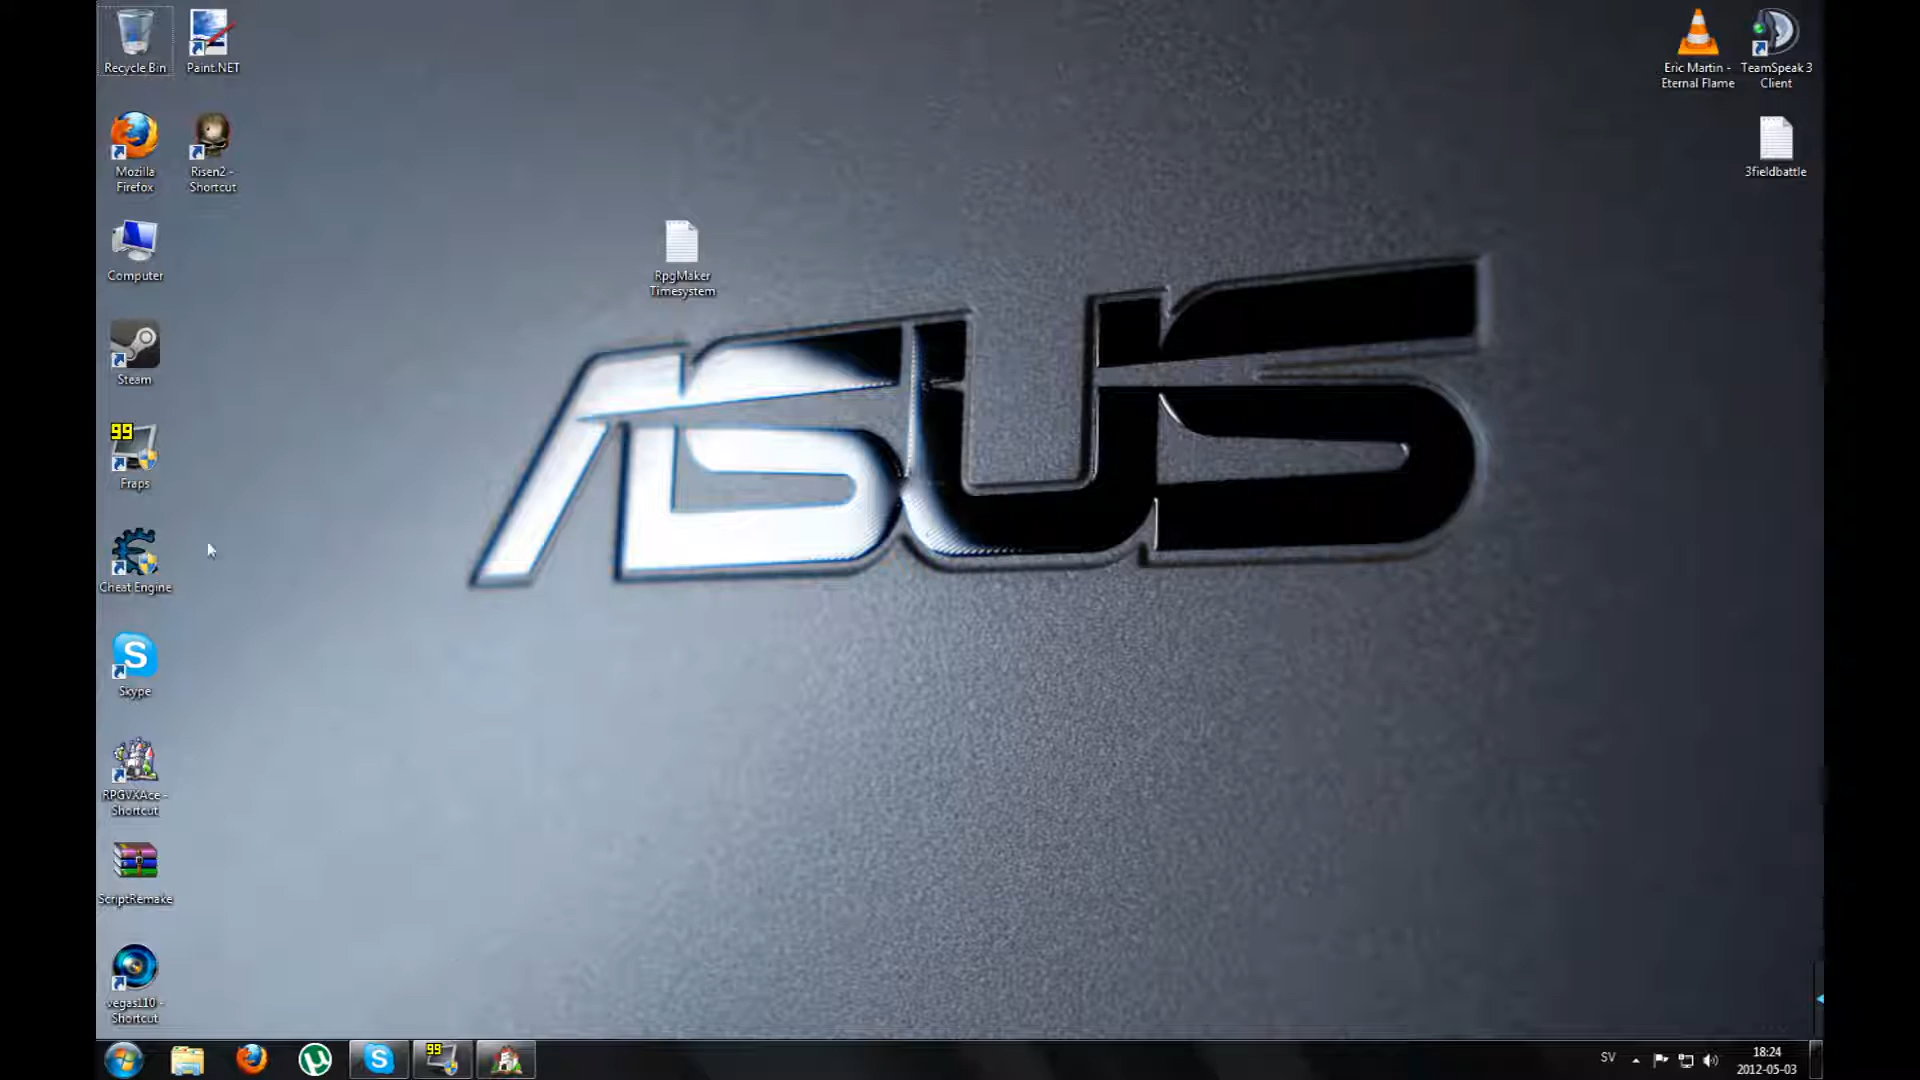 Recycle Bin
Paint.NET
Eric Martin -
Eternal Flame
TeamSpeak 3
Client
Mozilla
Firefox
Risen2 -
Shortcut
3fieldbattle
Computer
RpgMaker
Timesystem
ASUS
Steam
99
Fraps
Cheat Engine
S
Skype
RPGVXAce -
Shortcut
ScriptRemake
vegas110 -
Shortcut
S
99
SV
18:24
2012-05-03